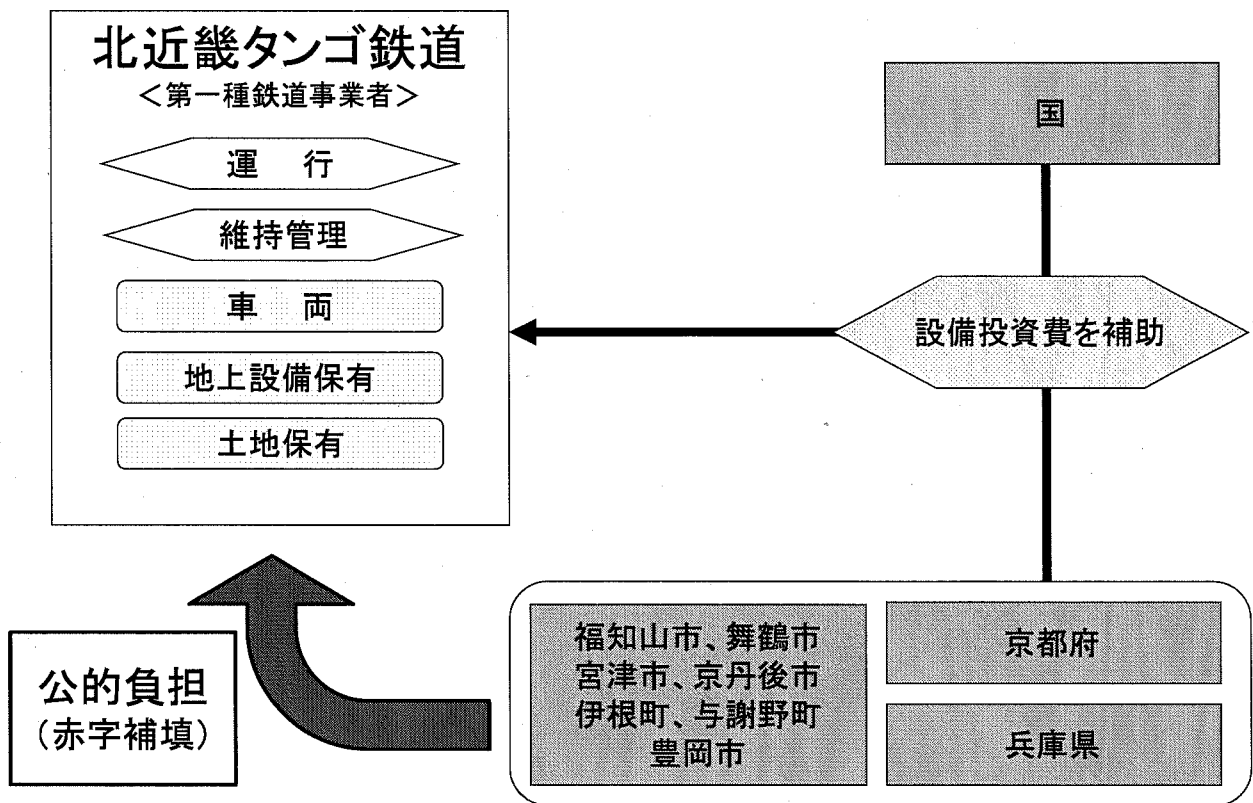 北近畿タンゴ鉄道
＜第一種鉄道事業者＞
運　行
維持管理
車　両
地上設備保有
土地保有
国
設備投資費を補助
公的負担
（赤字補填）
福知山市、舞鶴市
宮津市、京丹後市
伊根町、与謝野町
豊岡市
京都府
兵庫県